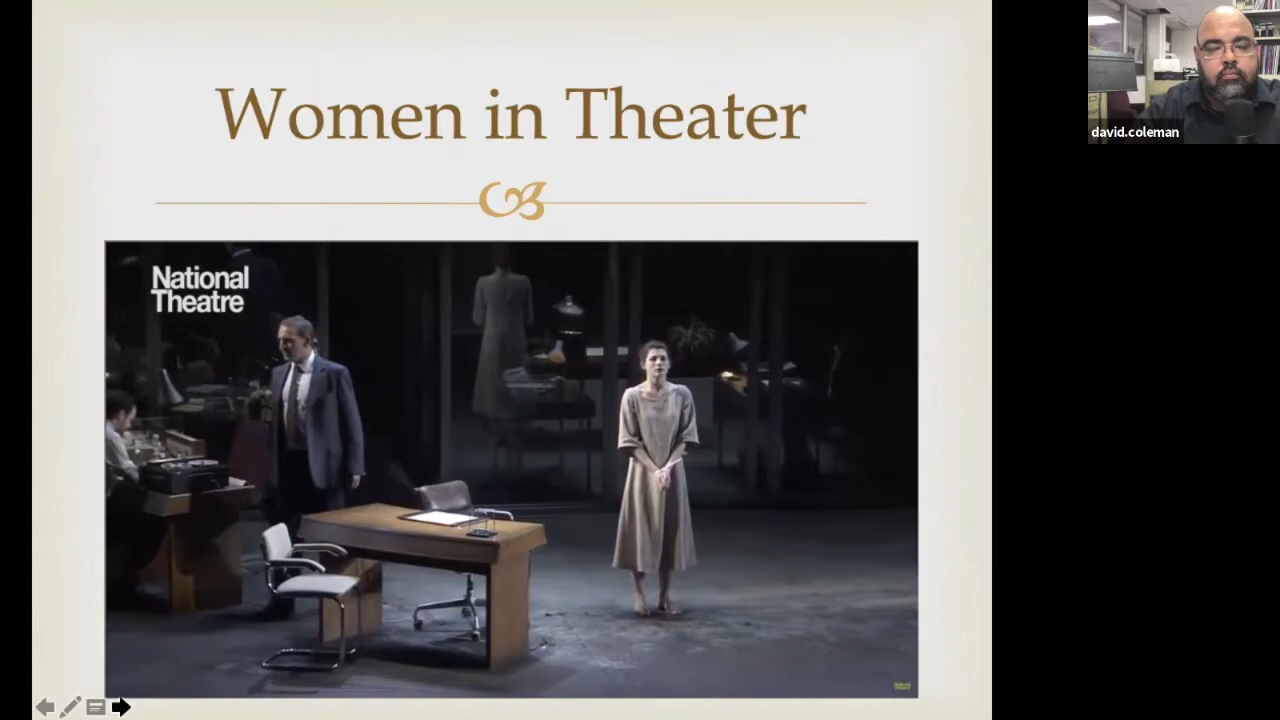 Women in Theater
National
Theatre
david.coleman